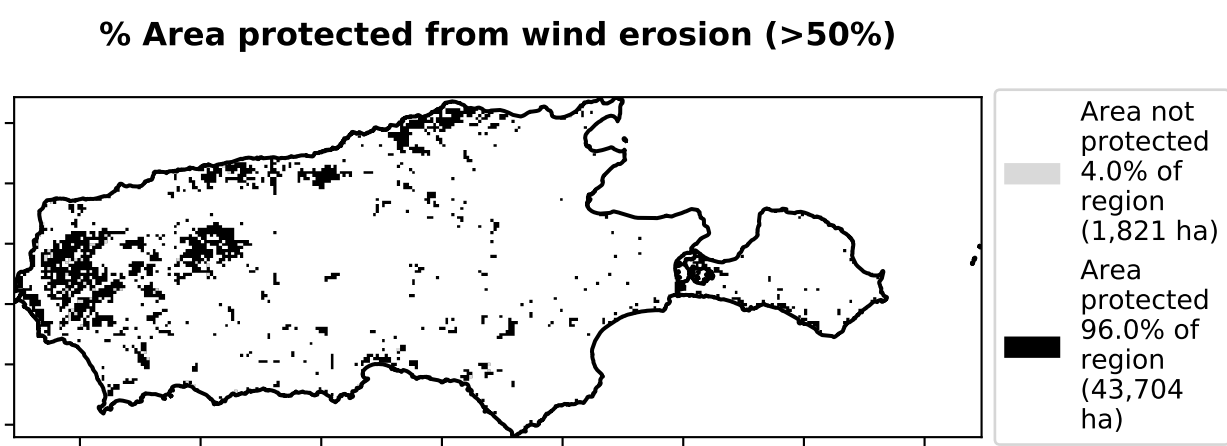 % Area protected from wind erosion (>50%)
Area not
protected
4.0% of
region
(1,821 ha)
Area
protected
96.0% of
region
(43,704
ha)